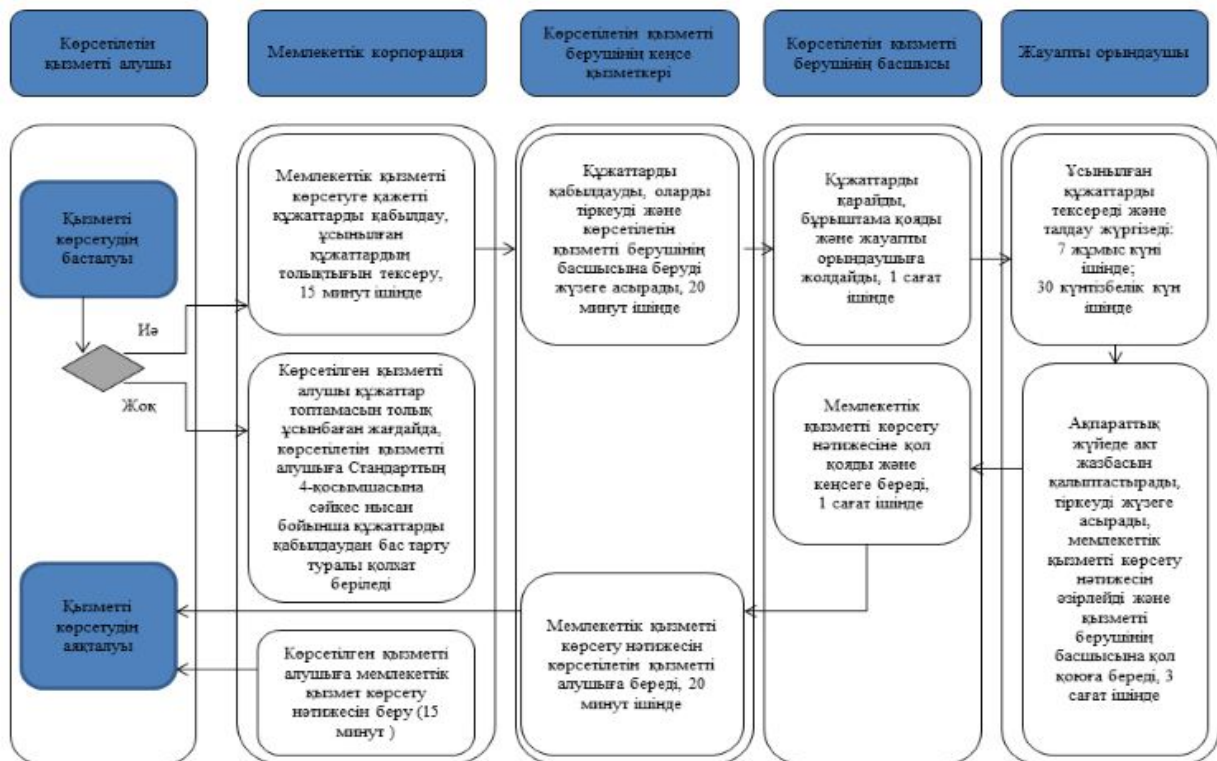 Көрсетілетін
қызметті алушы
Мемлекеттік корпорация
Көрсетілетін қызметті
берушінің кеңсе
қызметкері
Көрсетілетін қызметті
берушінің басшысы
Жауапты орындаушы
Қызметті
көрсетудің
басталуы
Иә
Жоқ
Қызметті
көрсетудің
аяқталуы
Мемлекеттік қызметті
көрсетуге қажетті
құжаттарды қабылдау,
ұсынылған
құжаттардың
толықтығын тексеру,
15 минут ішінде
Көрсетілген қызметті
алушы құжаттар
топтамасын толық
ұсынбаған жағдайда,
көрсетілетін қызметті
алушыға Стандарттың
4-қосымшасына
сәйкес нысан
бойынша құжаттарды
қабылдаудан бас тарту
туралы қолхат
беріледі
Көрсетілген қызметті
алушыға мемлекеттік
қызмет көрсету
нәтижесін беру (15
минут )
Құжаттарды
қабылдауды, оларды
тіркеуді және
көрсетілетін
қызметті берушінің
басшысына беруді
жүзеге асырады, 20
минут ішінде
Мемлекеттік қызметті
көрсету нәтижесін
көрсетілетін қызметті
алушыға береді, 20
минут ішінде
Құжаттарды
қарайды,
бұрыштама қояды
және жауапты
орындаушыға
жолдайды, 1 сағат
ішінде
Мемлекеттік
қызметті көрсету
нәтижесіне қол
қояды және
кеңсеге береді,
1 сағат ішінде
Ұсынылған
құжаттарды
тексереді және
талдау жүргізеді:
7 жұмыс күні
ішінде;
30 күнтізбелік күн
ішінде
Ақпараттық
жүйеде акт
жазбасын
қалыптастырады,
тіркеуді жүзеге
асырады,
мемлекеттік
қызметті көрсету
нәтижесін
әзірлейді және
қызметті
берушінің
басшысына қол
қоюға береді, 3
сағат ішінде